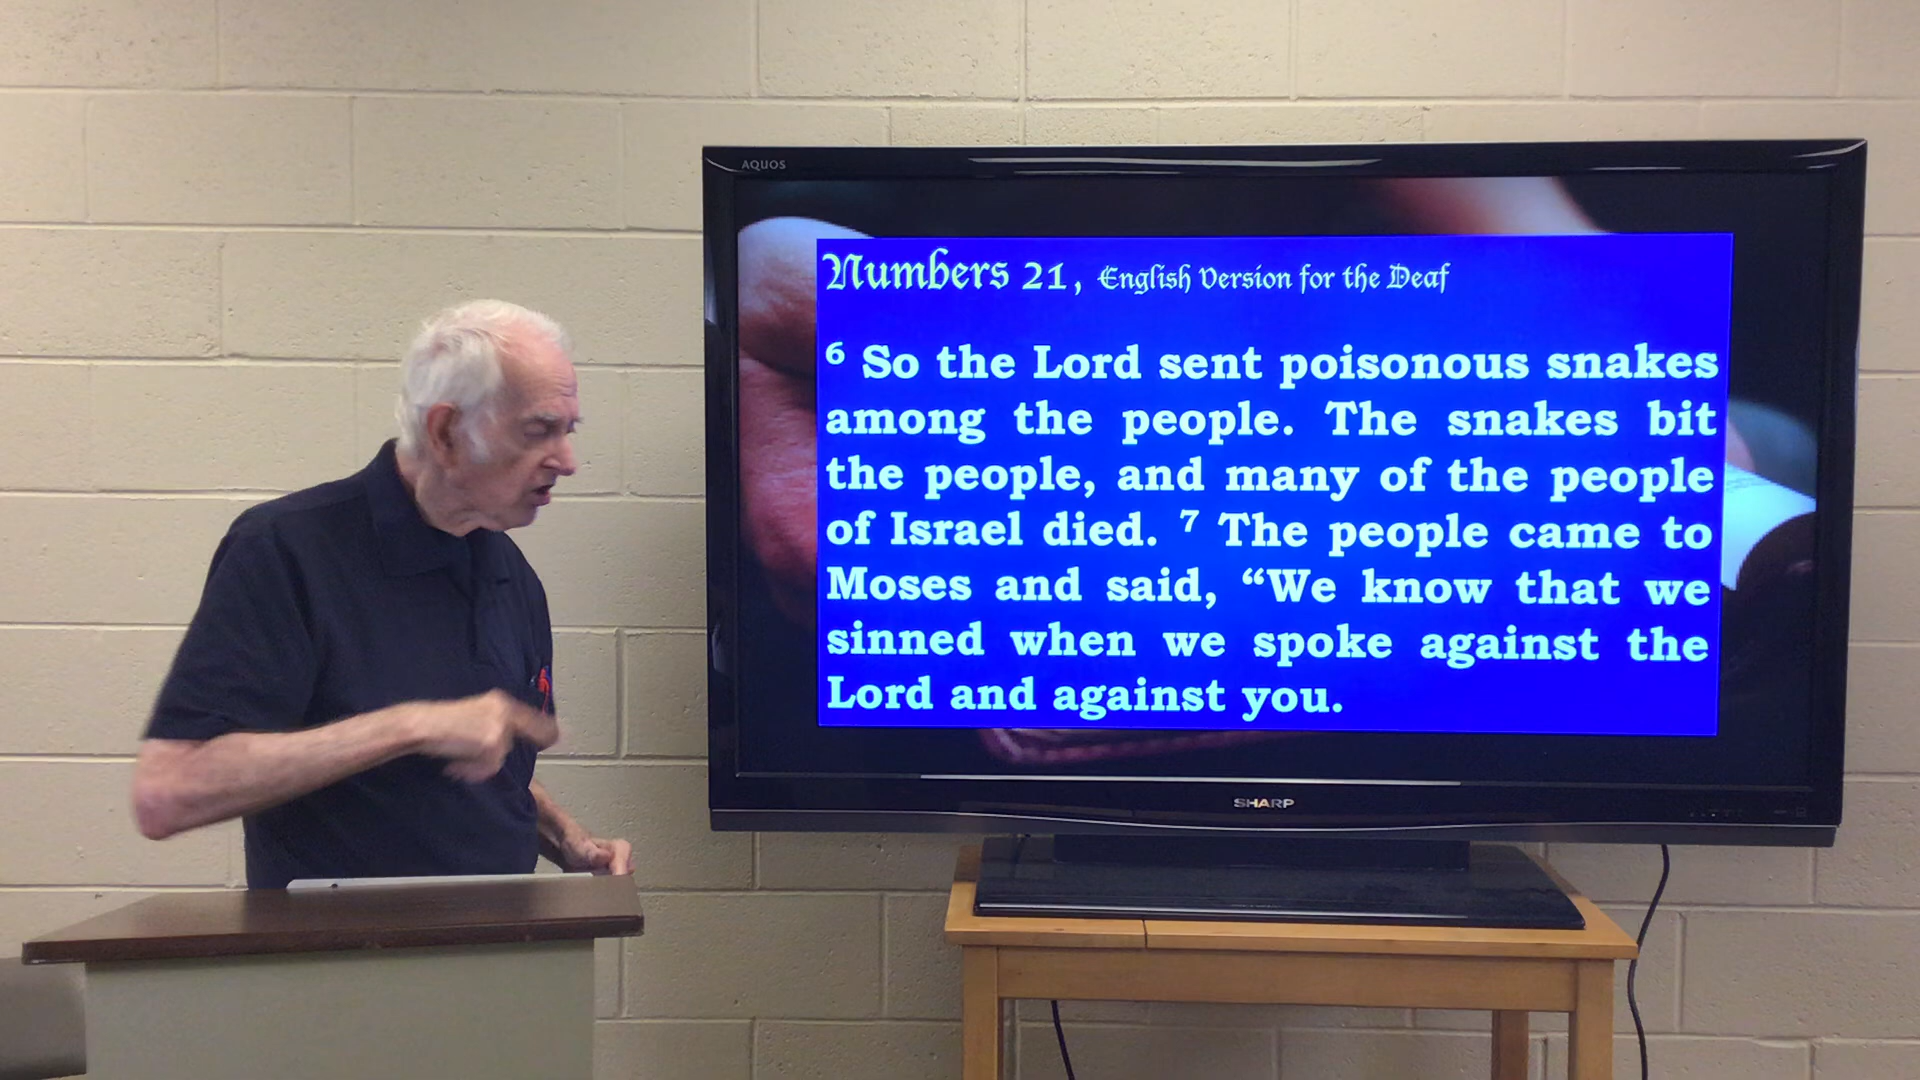 AQUOS
Numbers 21, English Version for the Deaf
6 So the Lord sent poisonous snakes
among the people. The snakes bit
the people, and many of the people
of Israel died. 7 The people came to
Moses and said, “We know that we
sinned when we spoke against the
Lord and against you.
SHARP